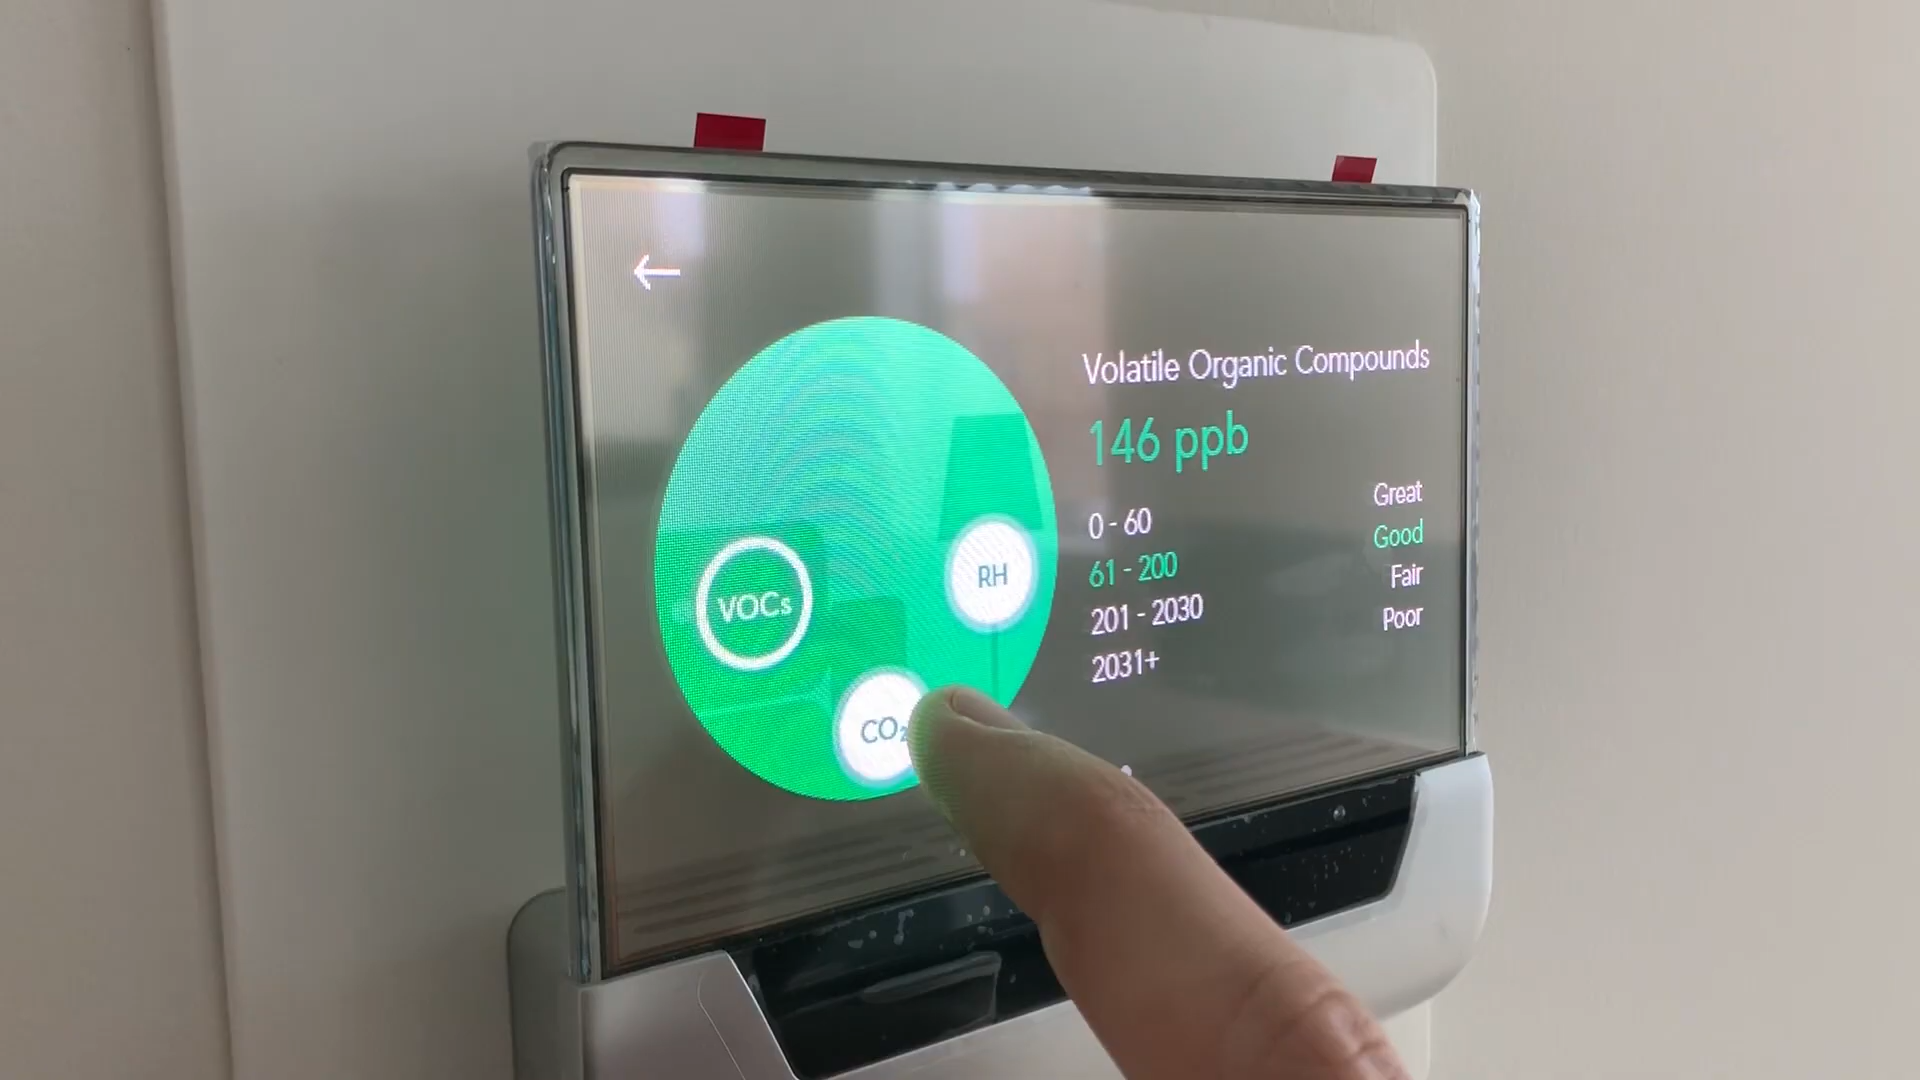 ←
Volatile Organic Compounds
146 ppb
0 - 60 Great
61 - 200 Good
201 - 2030 Fair
2031+ Poor
VOCs
RH
CO₂